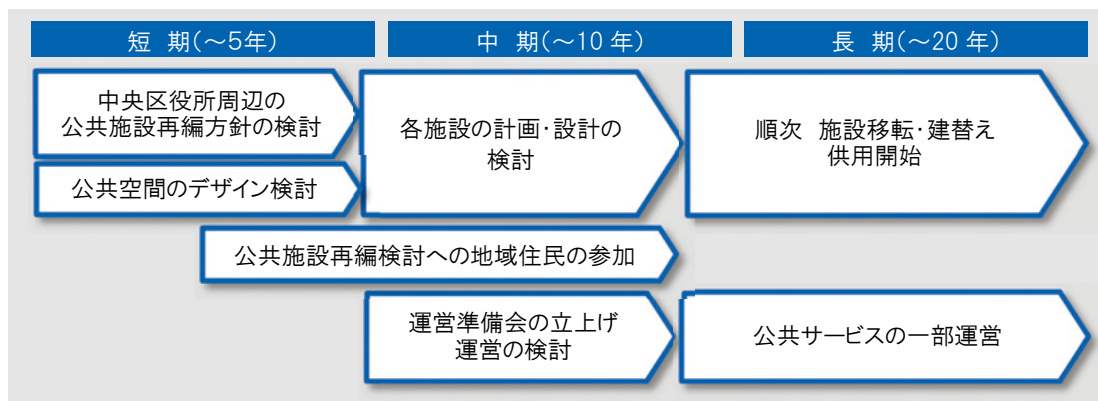 短 期(～5年)
中 期(～10 年)
長 期(～20 年)
中央区役所周辺の
公共施設再編方針の検討
各施設の計画・設計の
検討
順次 施設移転・建替え
供用開始
公共空間のデザイン検討
公共施設再編検討への地域住民の参加
運営準備会の立上げ
運営の検討
公共サービスの一部運営